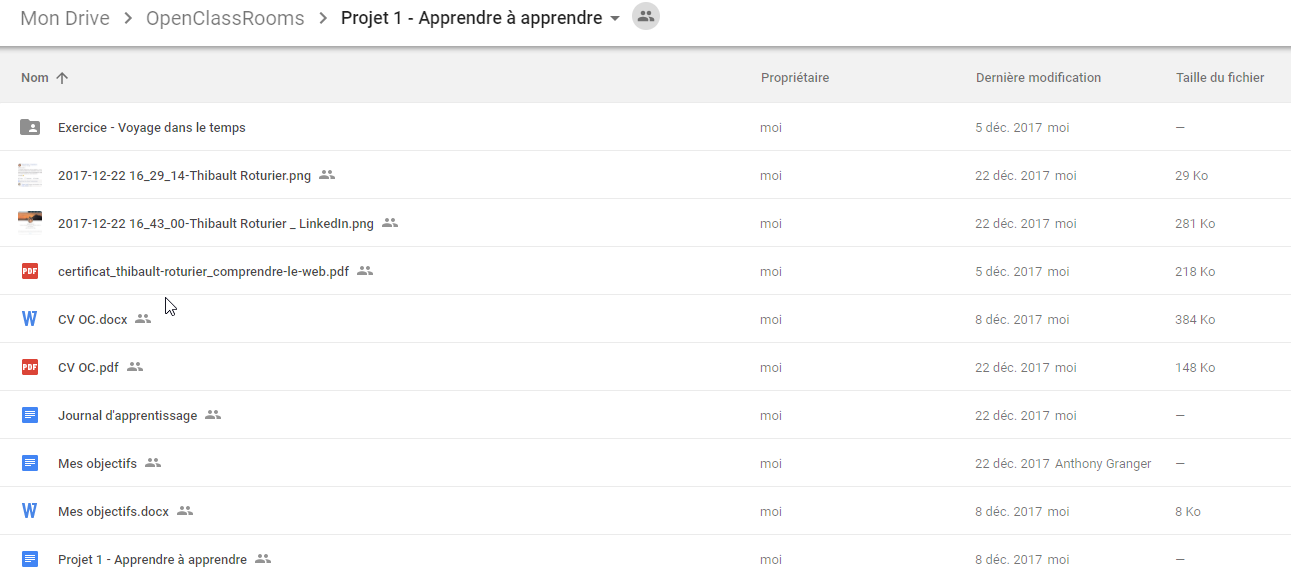 Mon Drive > OpenClassRooms > Projet 1 - Apprendre à apprendre
Nom Propriétaire Dernière modification Taille du fichier
Exercice - Voyage dans le temps moi 5 déc. 2017 moi —
2017-12-22 16_29_14-Thibault Roturier.png moi 22 déc. 2017 moi 29 Ko
2017-12-22 16_43_00-Thibault Roturier _ LinkedIn.png moi 22 déc. 2017 moi 281 Ko
PDF certificat_thibault-roturier_comprendre-le-web.pdf moi 5 déc. 2017 moi 218 Ko
W CV OC.docx moi 8 déc. 2017 moi 384 Ko
PDF CV OC.pdf moi 22 déc. 2017 moi 148 Ko
Journal d'apprentissage moi 22 déc. 2017 moi —
Mes objectifs moi 22 déc. 2017 Anthony Granger —
W Mes objectifs.docx moi 8 déc. 2017 moi 8 Ko
Projet 1 - Apprendre à apprendre moi 8 déc. 2017 moi —